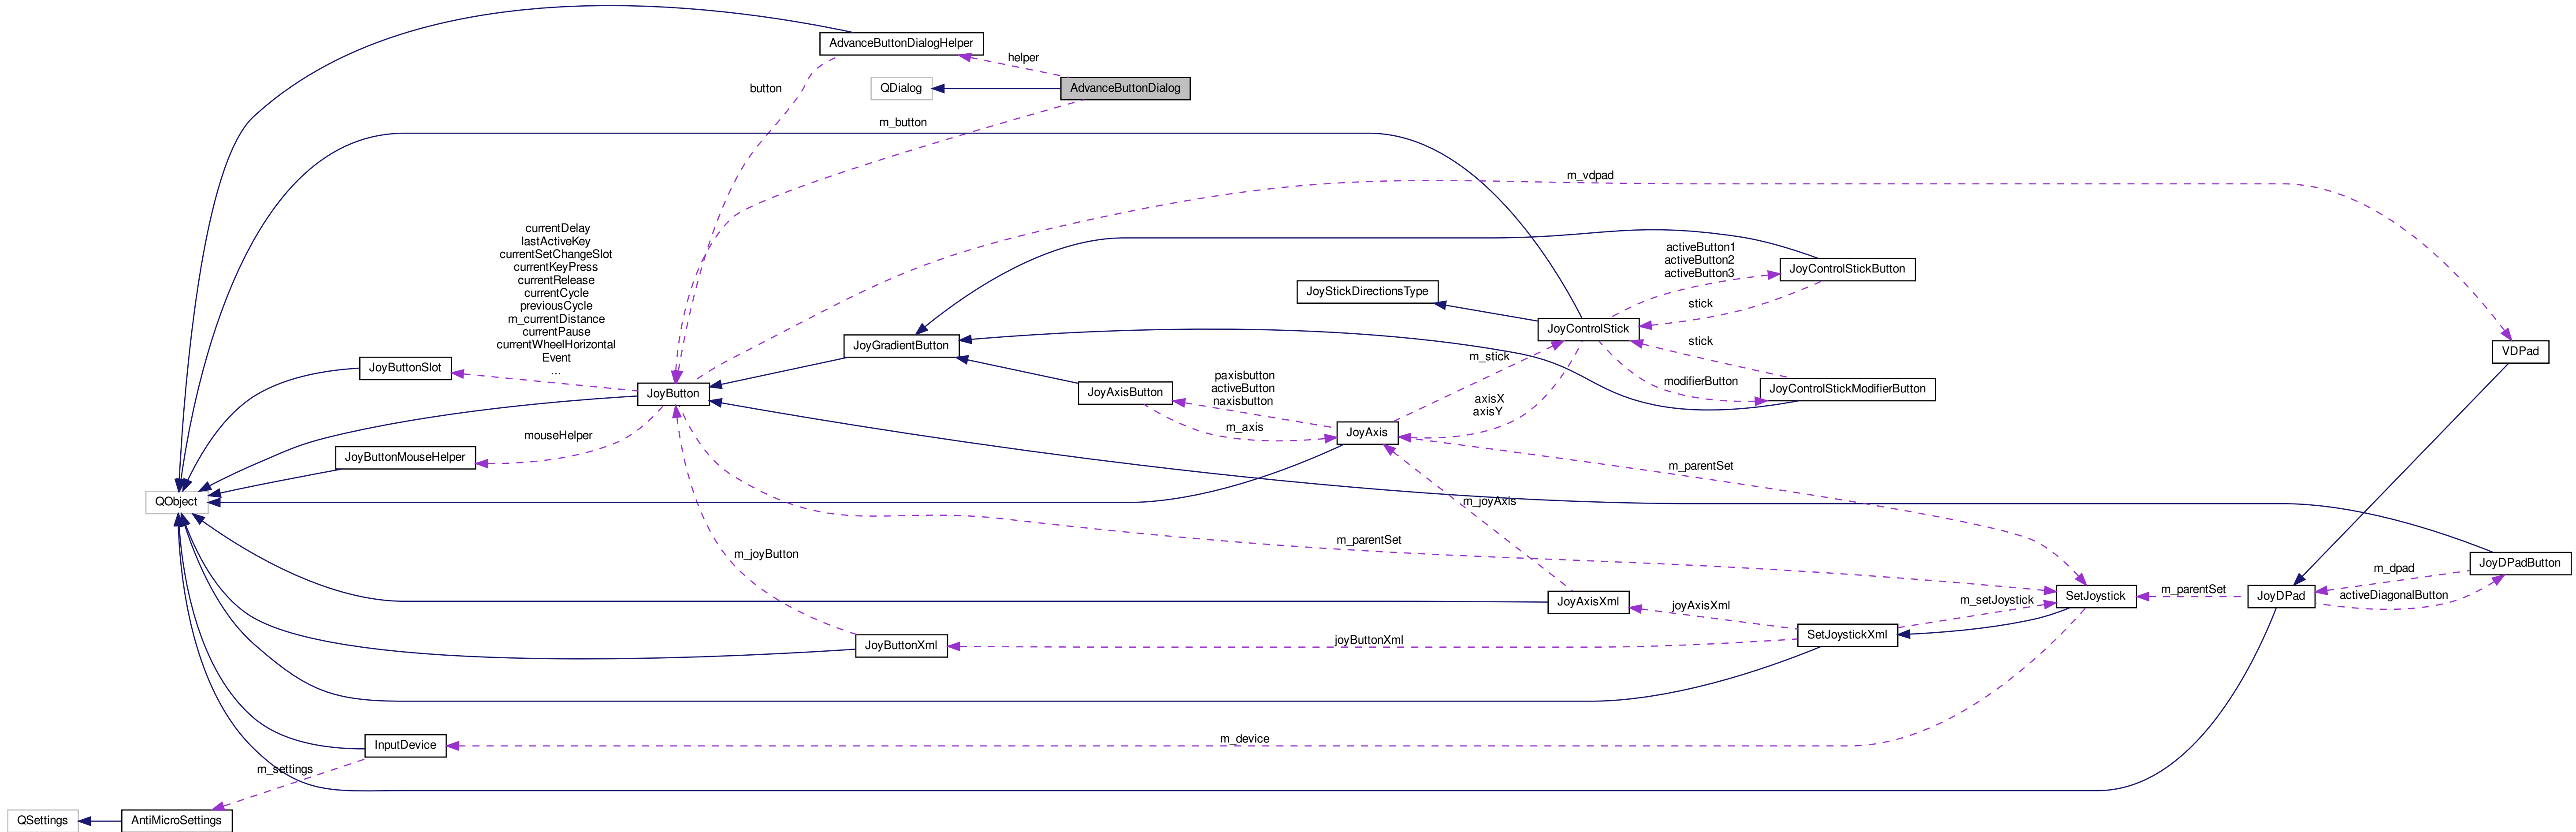 AdvanceButtonDialogHelper
helper
QDialog
AdvanceButtonDialog
button
m_button
m_vdpad
currentDelay
lastActiveKey
currentSetChangeSlot
currentKeyPress
currentRelease
currentCycle
previousCycle
m_currentDistance
currentPause
currentWheelHorizontal
Event
...
activeButton1
activeButton2
activeButton3
JoyControlStickButton
JoyStickDirectionsType
stick
JoyControlStick
JoyGradientButton
stick
VDPad
m_stick
JoyButtonSlot
paxisbutton
activeButton
naxisbutton
modifierButton
JoyControlStickModifierButton
JoyButton
JoyAxisButton
axisX
axisY
m_axis
JoyAxis
mouseHelper
JoyButtonMouseHelper
m_parentSet
QObject
m_joyAxis
m_parentSet
m_joyButton
JoyDPadButton
m_dpad
m_parentSet
activeDiagonalButton
SetJoystick
JoyDPad
JoyAxisXml
joyAxisXml
m_setJoystick
SetJoystickXml
joyButtonXml
JoyButtonXml
InputDevice
m_device
m_settings
QSettings
AntiMicroSettings